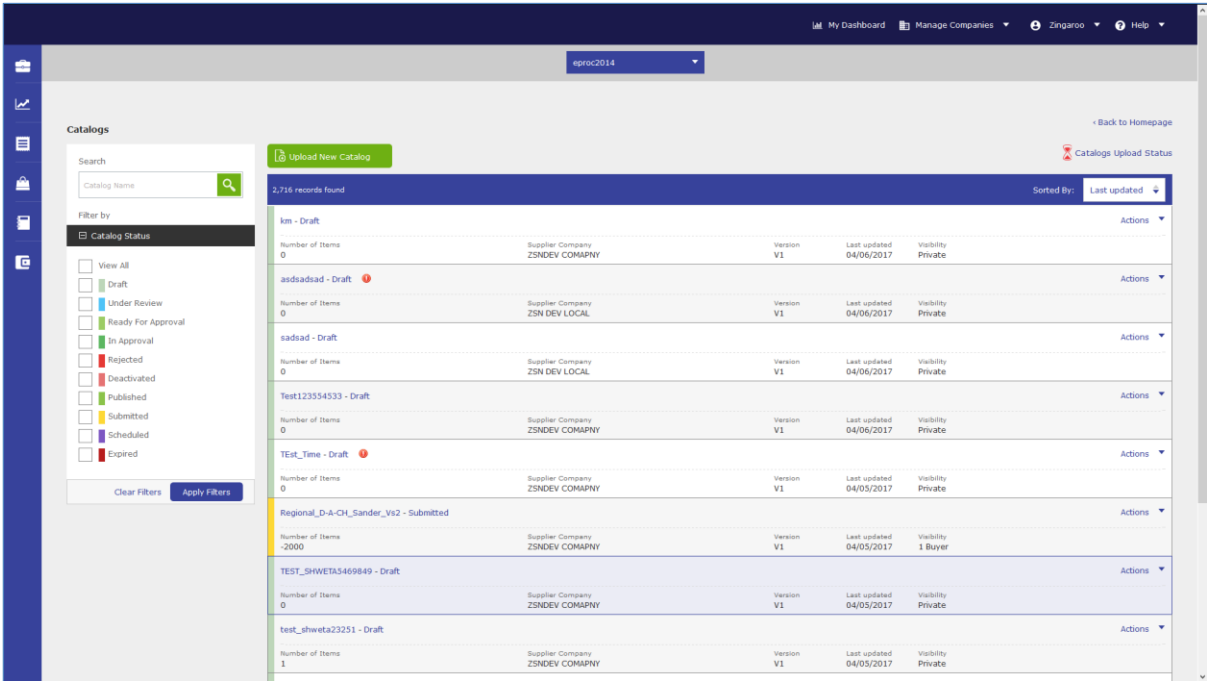 My Dashboard Manage Companies Zingaroo Help
eproc2014
‹ Back to Homepage
Catalogs
Upload New Catalog
Catalogs Upload Status
Search
Catalog Name
2,716 records found
Sorted By: Last updated
Filter by
Catalog Status
View All
Draft
Under Review
Ready For Approval
In Approval
Rejected
Deactivated
Published
Submitted
Scheduled
Expired
Clear Filters Apply Filters
km - Draft Actions
Number of Items Supplier Company Version Last updated Visibility
0 ZSNDEV COMAPNY V1 04/06/2017 Private
asdsadsad - Draft Actions
Number of Items Supplier Company Version Last updated Visibility
0 ZSN DEV LOCAL V1 04/06/2017 Private
sadsad - Draft Actions
Number of Items Supplier Company Version Last updated Visibility
0 ZSN DEV LOCAL V1 04/06/2017 Private
Test123554533 - Draft Actions
Number of Items Supplier Company Version Last updated Visibility
0 ZSNDEV COMAPNY V1 04/06/2017 Private
TEst_Time - Draft Actions
Number of Items Supplier Company Version Last updated Visibility
0 ZSNDEV COMAPNY V1 04/05/2017 Private
Regional_D-A-CH_Sander_Vs2 - Submitted Actions
Number of Items Supplier Company Version Last updated Visibility
-2000 ZSNDEV COMAPNY V1 04/05/2017 1 Buyer
TEST_SHWETA5469849 - Draft Actions
Number of Items Supplier Company Version Last updated Visibility
0 ZSNDEV COMAPNY V1 04/05/2017 Private
test_shweta23251 - Draft Actions
Number of Items Supplier Company Version Last updated Visibility
1 ZSNDEV COMAPNY V1 04/05/2017 Private